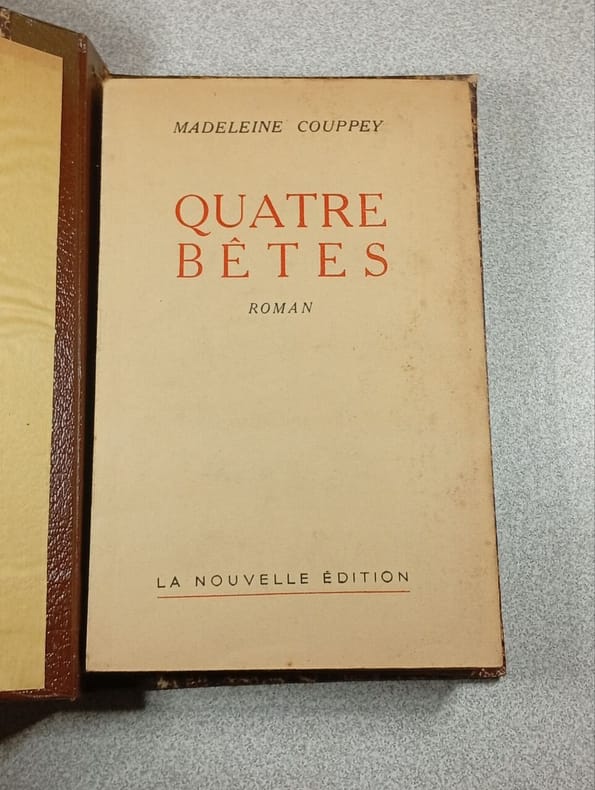 MADELEINE COUPPEY
QUATRE
BÊTES
ROMAN
LA NOUVELLE ÉDITION